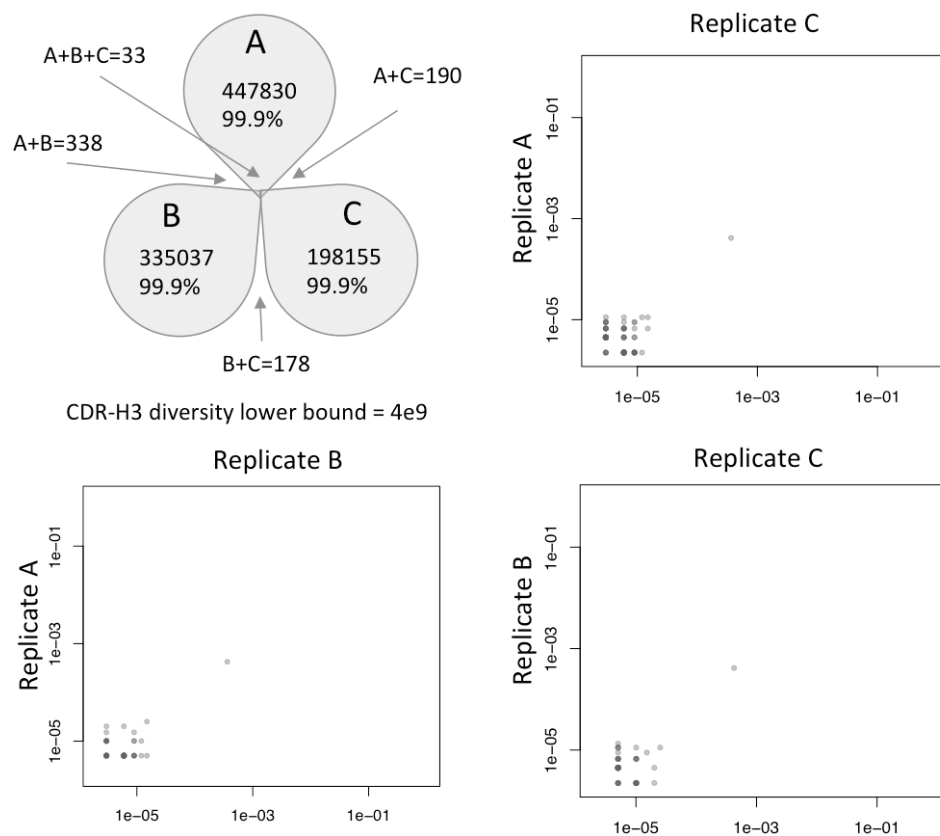 A
447830
99.9%
A+B+C=33
A+C=190
A+B=338
B
335037
99.9%
C
198155
99.9%
B+C=178
CDR-H3 diversity lower bound = 4e9
Replicate C
Replicate A
1e-01
1e-03
1e-05
1e-05
1e-03
1e-01
Replicate B
Replicate A
1e-01
1e-03
1e-05
1e-05
1e-03
1e-01
Replicate C
Replicate B
1e-01
1e-03
1e-05
1e-05
1e-03
1e-01